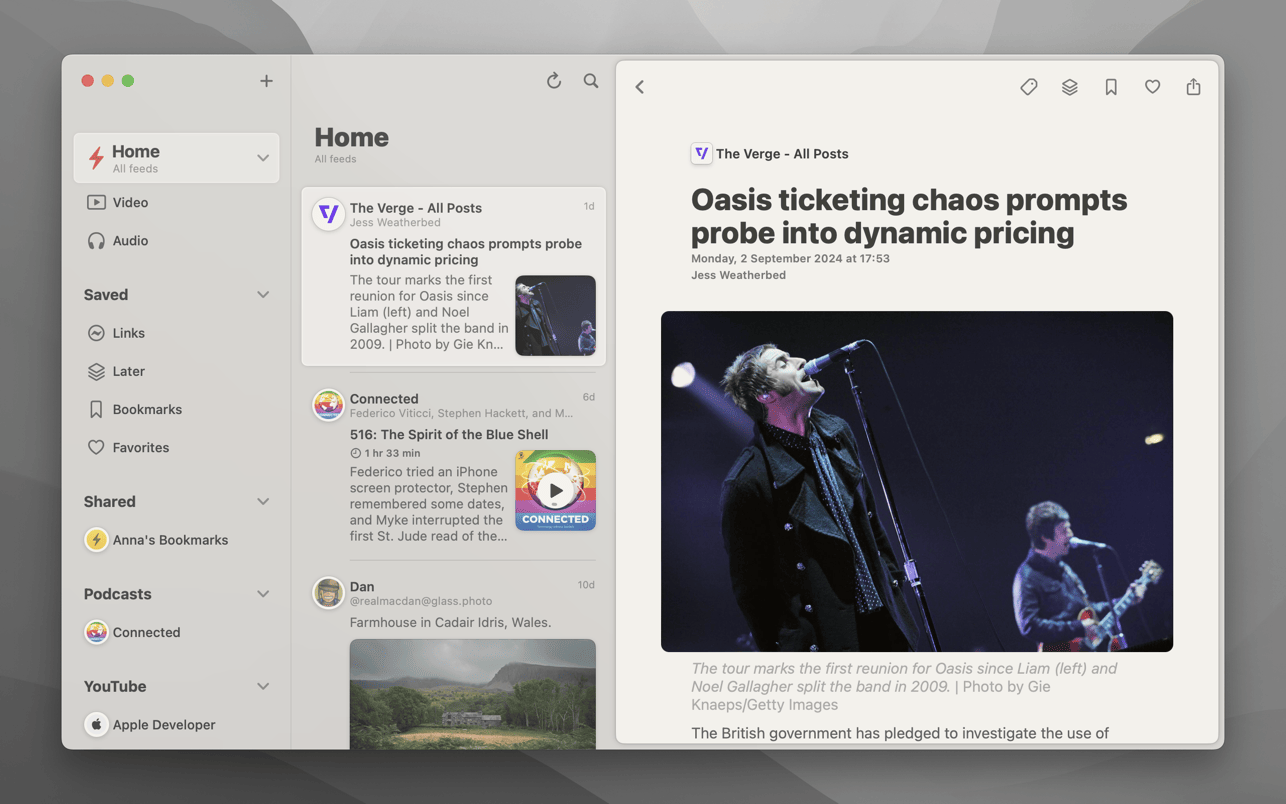 Home
All feeds
Video
Audio
Saved
Links
Later
Bookmarks
Favorites
Shared
Anna's Bookmarks
Podcasts
Connected
YouTube
Apple Developer
Home
All feeds
The Verge - All Posts
1d
Jess Weatherbed
Oasis ticketing chaos prompts probe
into dynamic pricing
The tour marks the first
reunion for Oasis since
Liam (left) and Noel
Gallagher split the band in
2009. | Photo by Gie Kn...
Connected
6d
Federico Viticci, Stephen Hackett, and M...
516: The Spirit of the Blue Shell
1 hr 33 min
Federico tried an iPhone
screen protector, Stephen
remembered some dates,
and Myke interrupted the
first St. Jude read of the...
CONNECTED
Dan
10d
@realmacdan@glass.photo
Farmhouse in Cadair Idris, Wales.
The Verge - All Posts
Oasis ticketing chaos prompts
probe into dynamic pricing
Monday, 2 September 2024 at 17:53
Jess Weatherbed
The tour marks the first reunion for Oasis since Liam (left) and
Noel Gallagher split the band in 2009. | Photo by Gie
Knaeps/Getty Images
The British government has pledged to investigate the use of